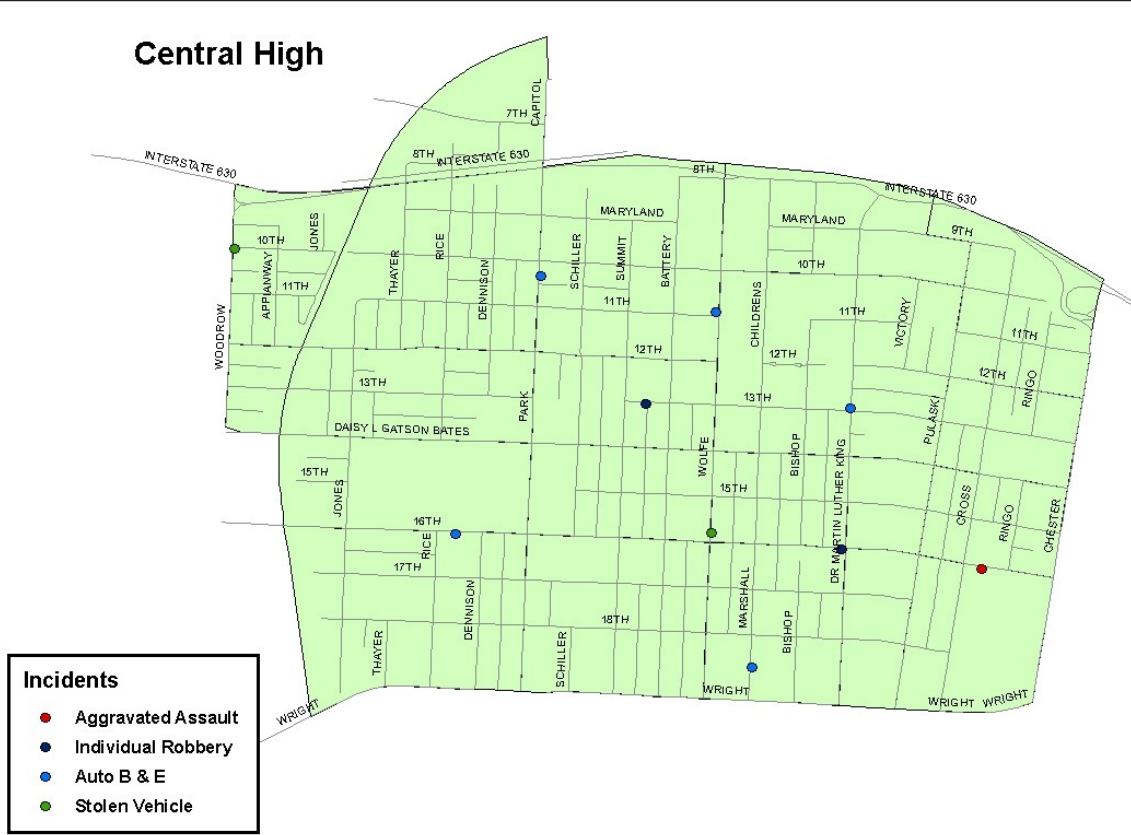 Central High
CAPITOL
7TH
8TH
INTERSTATE 630
INTERSTATE 630
8TH
INTERSTATE 630
MARYLAND
MARYLAND
9TH
JONES
10TH
APPIANWAY
11TH
WOODROW
THAYER
RICE
DENNISON
SCHILLER
SUMMIT
BATTERY
10TH
CHILDRENS
11TH
11TH
VICTORY
11TH
12TH
12TH
12TH
RINGO
13TH
PARK
13TH
PULASKI
DAISY L GATSON BATES
WOLFE
BISHOP
DR MARTIN LUTHER KING
15TH
JONES
15TH
CROSS
RINGO
CHESTER
16TH
RICE
17TH
DENNISON
MARSHALL
BISHOP
18TH
THAYER
SCHILLER
WRIGHT
WRIGHT
WRIGHT
WRIGHT
Incidents
Aggravated Assault
Individual Robbery
Auto B & E
Stolen Vehicle